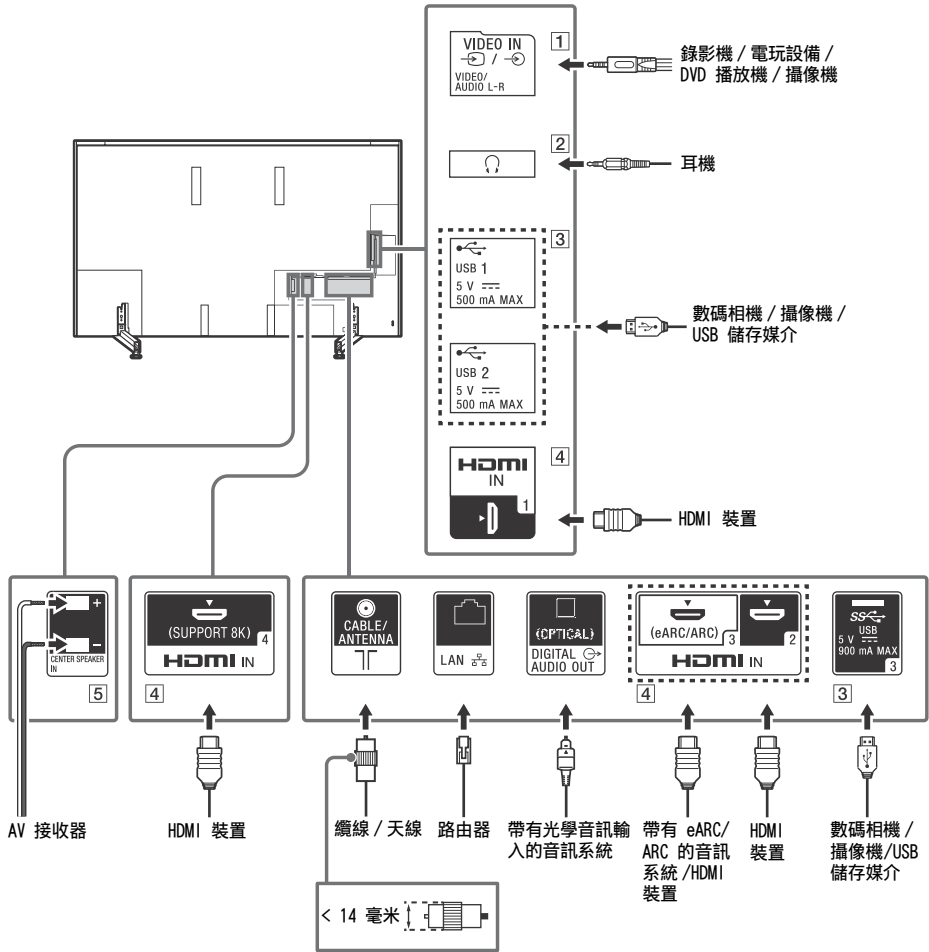 VIDEO IN
/
VIDEO/
AUDIO L-R
1
錄影機 / 電玩設備 /
DVD 播放機 / 攝像機
2
耳機
3
USB 1
5 V
500 mA MAX
USB 2
5 V
500 mA MAX
數碼相機 / 攝像機 /
USB 儲存媒介
4
HDMI
IN
1
HDMI 裝置
+
−
CENTER SPEAKER
IN
5
AV 接收器
(SUPPORT 8K)
4
HDMI IN
4
HDMI 裝置
CABLE/
ANTENNA
纜線 / 天線
< 14 毫米
LAN
路由器
(OPTICAL)
DIGITAL
AUDIO OUT
帶有光學音訊輸
入的音訊系統
(eARC/ARC)
3
2
HDMI IN
4
帶有 eARC/
ARC 的音訊
系統 /HDMI
裝置
HDMI
裝置
SS
USB
5 V
900 mA MAX
3
3
數碼相機 /
攝像機/USB
儲存媒介